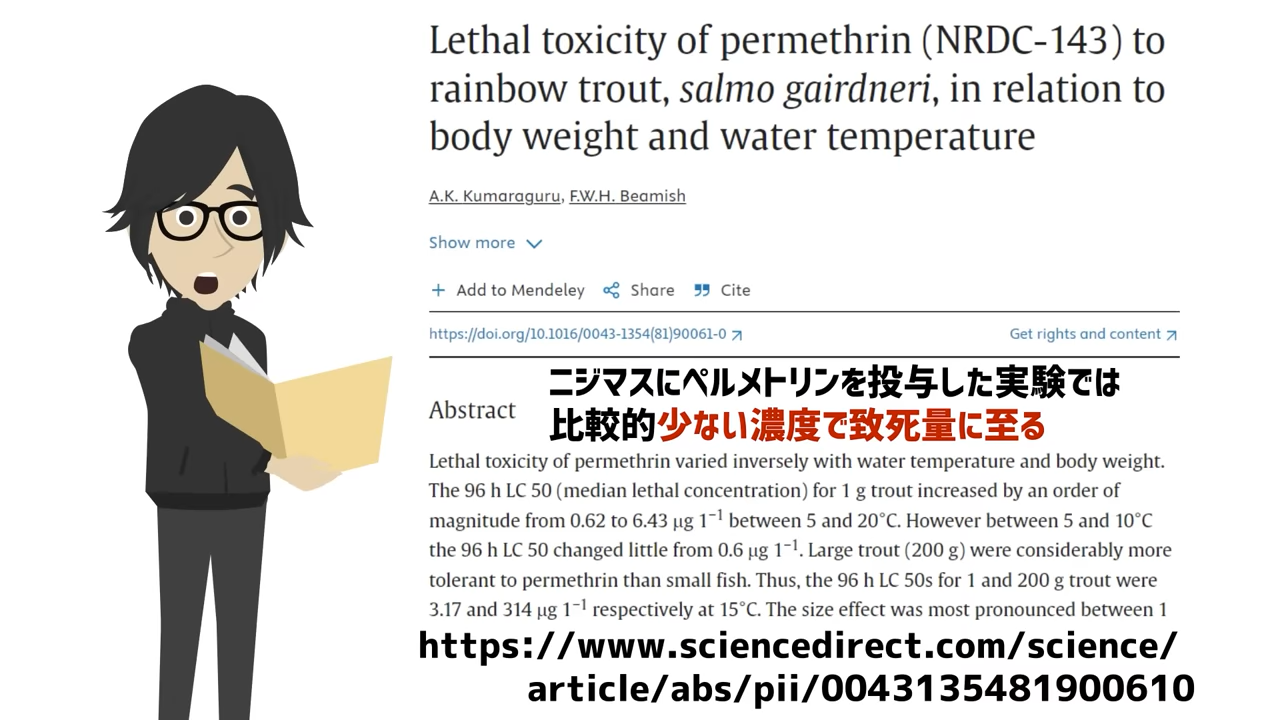 Lethal toxicity of permethrin (NRDC-143) to
rainbow trout, salmo gairdneri, in relation to
body weight and water temperature
A.K. Kumaraguru, F.W.H. Beamish
Show more
+ Add to Mendeley Share Cite
https://doi.org/10.1016/0043-1354(81)90061-0 Get rights and content
ニジマスにペルメトリンを投与した実験では
比較的少ない濃度で致死量に至る
Abstract
Lethal toxicity of permethrin varied inversely with water temperature and body weight.
The 96 h LC 50 (median lethal concentration) for 1 g trout increased by an order of
magnitude from 0.62 to 6.43 μg 1⁻¹ between 5 and 20°C. However between 5 and 10°C
the 96 h LC 50 changed little from 0.6 μg 1⁻¹. Large trout (200 g) were considerably more
tolerant to permethrin than small fish. Thus, the 96 h LC 50s for 1 and 200 g trout were
3.17 and 314 μg 1⁻¹ respectively at 15°C. The size effect was most pronounced between 1
https://www.sciencedirect.com/science/
article/abs/pii/0043135481900610